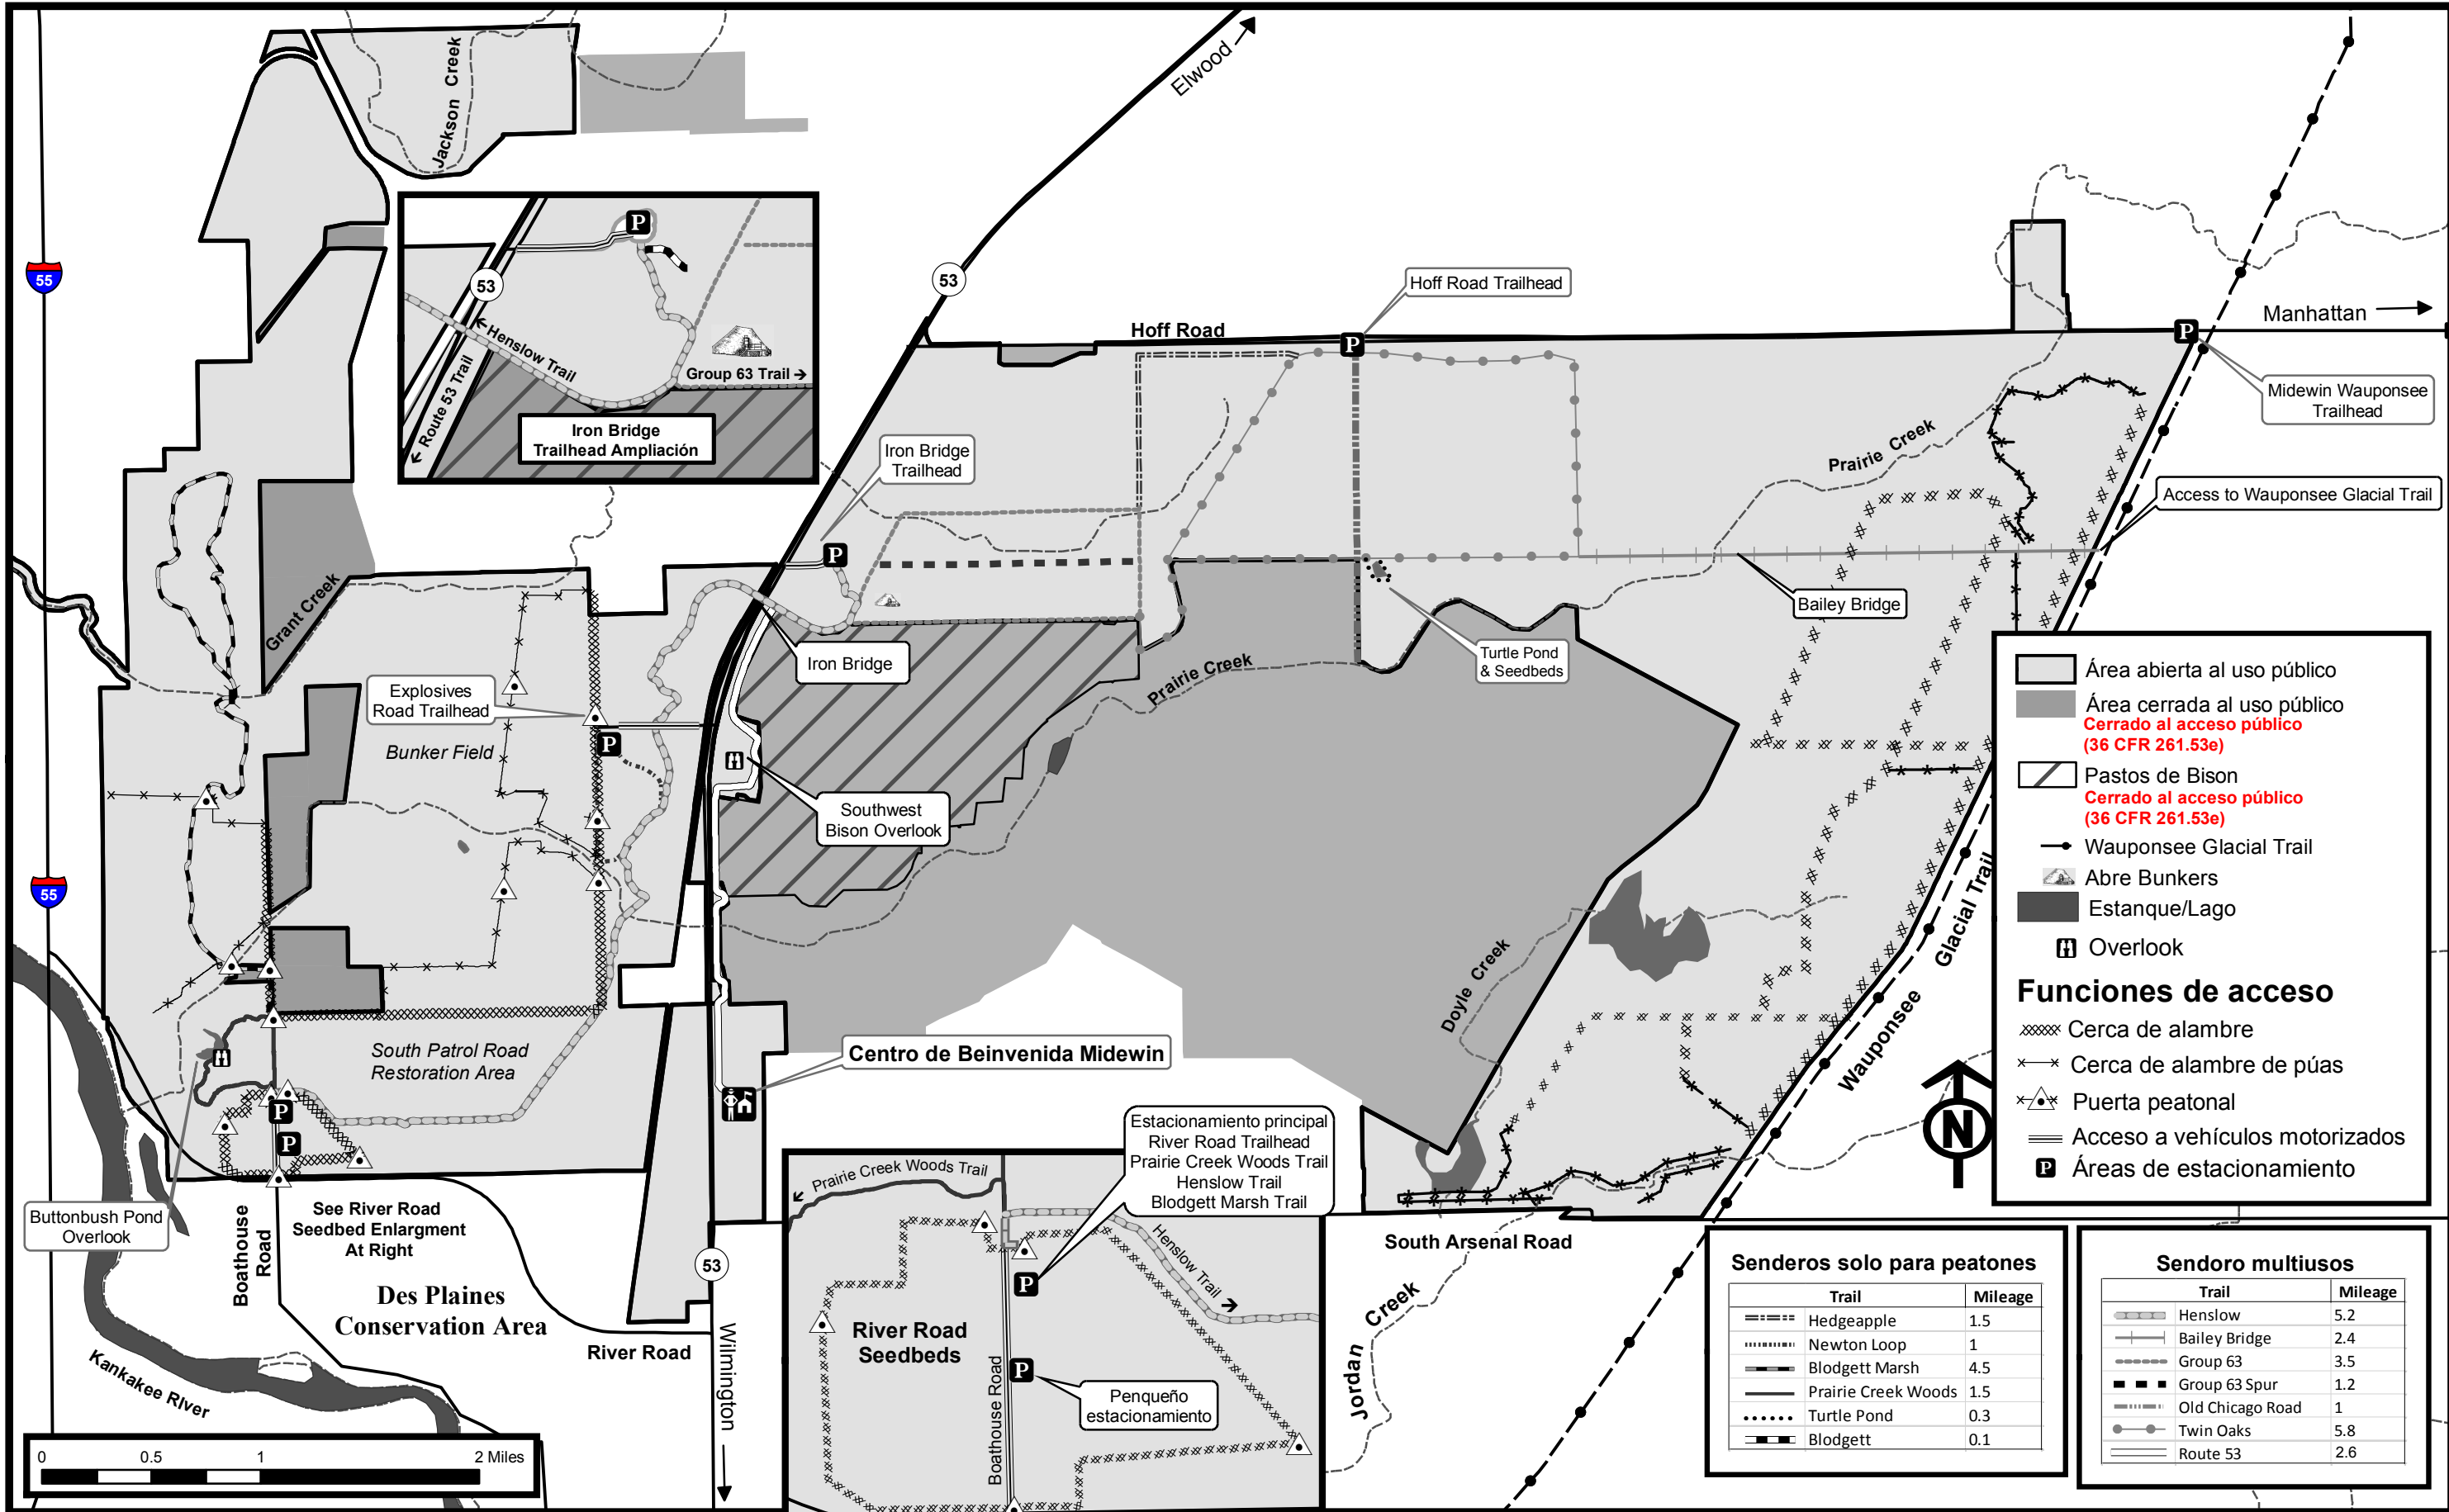 Jackson Creek
Elwood
55
53
Henslow Trail
Route 53 Trail
Group 63 Trail
Iron Bridge
Trailhead Ampliación
53
Hoff Road Trailhead
Hoff Road
Manhattan
Midewin Wauponsee
Trailhead
Iron Bridge
Trailhead
Prairie Creek
Access to Wauponsee Glacial Trail
Grant Creek
Bailey Bridge
Iron Bridge
Turtle Pond
& Seedbeds
Prairie Creek
Explosives
Road Trailhead
Bunker Field
Southwest
Bison Overlook
55
Área abierta al uso público
Área cerrada al uso público
Cerrado al acceso público
(36 CFR 261.53e)
Pastos de Bison
Cerrado al acceso público
(36 CFR 261.53e)
Wauponsee Glacial Trail
Abre Bunkers
Estanque/Lago
Overlook
Funciones de acceso
Cerca de alambre
Cerca de alambre de púas
Puerta peatonal
Acceso a vehículos motorizados
P Áreas de estacionamiento
Doyle Creek
Wauponsee Glacial Trail
N
South Patrol Road
Restoration Area
Centro de Beinvenida Midewin
Estacionamiento principal
River Road Trailhead
Prairie Creek Woods Trail
Henslow Trail
Blodgett Marsh Trail
Buttonbush Pond
Overlook
Boathouse
Road
See River Road
Seedbed Enlargment
At Right
Des Plaines
Conservation Area
Kankakee RIver
River Road
53
Wilmington
Prairie Creek Woods Trail
Henslow Trail
River Road
Seedbeds
Boathouse Road
Penqueño
estacionamiento
South Arsenal Road
Jordan Creek
0 0.5 1 2 Miles
Senderos solo para peatones
Trail Mileage
Hedgeapple 1.5
Newton Loop 1
Blodgett Marsh 4.5
Prairie Creek Woods 1.5
Turtle Pond 0.3
Blodgett 0.1
Sendoro multiusos
Trail Mileage
Henslow 5.2
Bailey Bridge 2.4
Group 63 3.5
Group 63 Spur 1.2
Old Chicago Road 1
Twin Oaks 5.8
Route 53 2.6